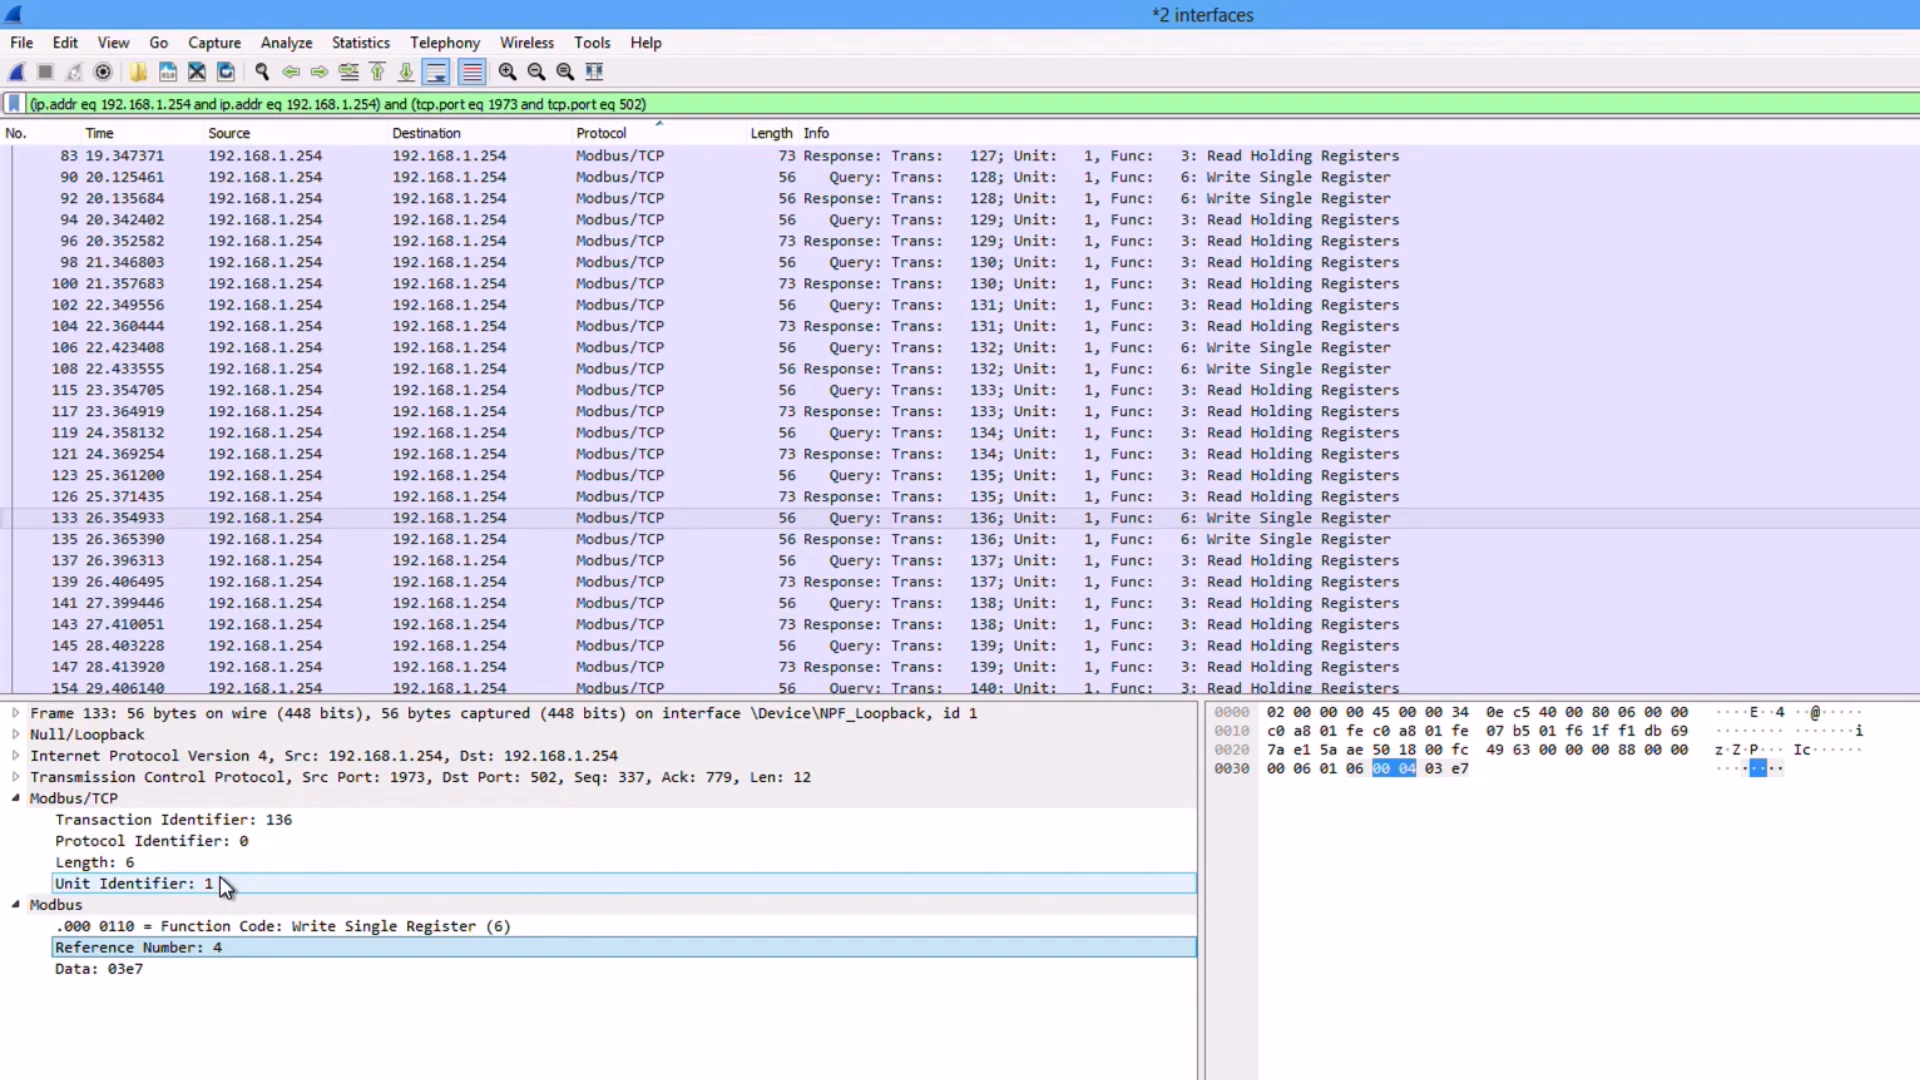 *2 interfaces
File Edit View Go Capture Analyze Statistics Telephony Wireless Tools Help
(ip.addr eq 192.168.1.254 and ip.addr eq 192.168.1.254) and (tcp.port eq 1973 and tcp.port eq 502)
No. Time Source Destination Protocol Length Info
83 19.347371 192.168.1.254 192.168.1.254 Modbus/TCP 73 Response: Trans: 127; Unit: 1, Func: 3: Read Holding Registers
90 20.125461 192.168.1.254 192.168.1.254 Modbus/TCP 56 Query: Trans: 128; Unit: 1, Func: 6: Write Single Register
92 20.135684 192.168.1.254 192.168.1.254 Modbus/TCP 56 Response: Trans: 128; Unit: 1, Func: 6: Write Single Register
94 20.342402 192.168.1.254 192.168.1.254 Modbus/TCP 56 Query: Trans: 129; Unit: 1, Func: 3: Read Holding Registers
96 20.352582 192.168.1.254 192.168.1.254 Modbus/TCP 73 Response: Trans: 129; Unit: 1, Func: 3: Read Holding Registers
98 21.346803 192.168.1.254 192.168.1.254 Modbus/TCP 56 Query: Trans: 130; Unit: 1, Func: 3: Read Holding Registers
100 21.357683 192.168.1.254 192.168.1.254 Modbus/TCP 73 Response: Trans: 130; Unit: 1, Func: 3: Read Holding Registers
102 22.349556 192.168.1.254 192.168.1.254 Modbus/TCP 56 Query: Trans: 131; Unit: 1, Func: 3: Read Holding Registers
104 22.360444 192.168.1.254 192.168.1.254 Modbus/TCP 73 Response: Trans: 131; Unit: 1, Func: 3: Read Holding Registers
106 22.423408 192.168.1.254 192.168.1.254 Modbus/TCP 56 Query: Trans: 132; Unit: 1, Func: 6: Write Single Register
108 22.433555 192.168.1.254 192.168.1.254 Modbus/TCP 56 Response: Trans: 132; Unit: 1, Func: 6: Write Single Register
115 23.354705 192.168.1.254 192.168.1.254 Modbus/TCP 56 Query: Trans: 133; Unit: 1, Func: 3: Read Holding Registers
117 23.364919 192.168.1.254 192.168.1.254 Modbus/TCP 73 Response: Trans: 133; Unit: 1, Func: 3: Read Holding Registers
119 24.358132 192.168.1.254 192.168.1.254 Modbus/TCP 56 Query: Trans: 134; Unit: 1, Func: 3: Read Holding Registers
121 24.369254 192.168.1.254 192.168.1.254 Modbus/TCP 73 Response: Trans: 134; Unit: 1, Func: 3: Read Holding Registers
123 25.361200 192.168.1.254 192.168.1.254 Modbus/TCP 56 Query: Trans: 135; Unit: 1, Func: 3: Read Holding Registers
126 25.371435 192.168.1.254 192.168.1.254 Modbus/TCP 73 Response: Trans: 135; Unit: 1, Func: 3: Read Holding Registers
133 26.354933 192.168.1.254 192.168.1.254 Modbus/TCP 56 Query: Trans: 136; Unit: 1, Func: 6: Write Single Register
135 26.365390 192.168.1.254 192.168.1.254 Modbus/TCP 56 Response: Trans: 136; Unit: 1, Func: 6: Write Single Register
137 26.396313 192.168.1.254 192.168.1.254 Modbus/TCP 56 Query: Trans: 137; Unit: 1, Func: 3: Read Holding Registers
139 26.406495 192.168.1.254 192.168.1.254 Modbus/TCP 73 Response: Trans: 137; Unit: 1, Func: 3: Read Holding Registers
141 27.399446 192.168.1.254 192.168.1.254 Modbus/TCP 56 Query: Trans: 138; Unit: 1, Func: 3: Read Holding Registers
143 27.410051 192.168.1.254 192.168.1.254 Modbus/TCP 73 Response: Trans: 138; Unit: 1, Func: 3: Read Holding Registers
145 28.403228 192.168.1.254 192.168.1.254 Modbus/TCP 56 Query: Trans: 139; Unit: 1, Func: 3: Read Holding Registers
147 28.413920 192.168.1.254 192.168.1.254 Modbus/TCP 73 Response: Trans: 139; Unit: 1, Func: 3: Read Holding Registers
154 29.406140 192.168.1.254 192.168.1.254 Modbus/TCP 56 Query: Trans: 140; Unit: 1, Func: 3: Read Holding Registers
Frame 133: 56 bytes on wire (448 bits), 56 bytes captured (448 bits) on interface \Device\NPF_Loopback, id 1
Null/Loopback
Internet Protocol Version 4, Src: 192.168.1.254, Dst: 192.168.1.254
Transmission Control Protocol, Src Port: 1973, Dst Port: 502, Seq: 337, Ack: 779, Len: 12
Modbus/TCP
Transaction Identifier: 136
Protocol Identifier: 0
Length: 6
Unit Identifier: 1
Modbus
.000 0110 = Function Code: Write Single Register (6)
Reference Number: 4
Data: 03e7
0000 02 00 00 00 45 00 00 34 0e c5 40 00 80 06 00 00 ····E··4 ··@·····
0010 c0 a8 01 fe c0 a8 01 fe 07 b5 01 f6 1f f1 db 69 ········ ·······i
0020 7a e1 5a ae 50 18 00 fc 49 63 00 00 00 88 00 00 z·Z·P··· Ic······
0030 00 06 01 06 00 04 03 e7 ········